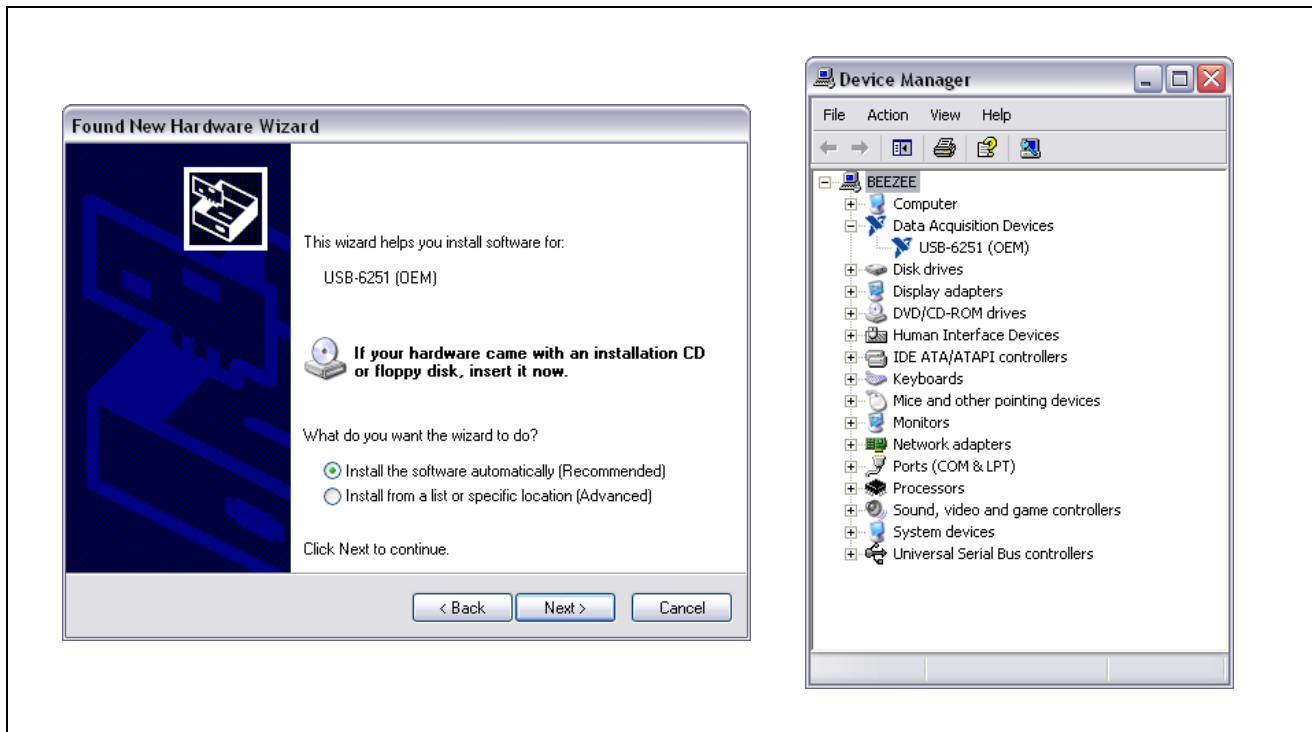 Found New Hardware Wizard
This wizard helps you install software for:
USB-6251 (OEM)
If your hardware came with an installation CD
or floppy disk, insert it now.
What do you want the wizard to do?
Install the software automatically (Recommended)
Install from a list or specific location (Advanced)
Click Next to continue.
< Back
Next >
Cancel
Device Manager
File Action View Help
BEEZEE
Computer
Data Acquisition Devices
USB-6251 (OEM)
Disk drives
Display adapters
DVD/CD-ROM drives
Human Interface Devices
IDE ATA/ATAPI controllers
Keyboards
Mice and other pointing devices
Monitors
Network adapters
Ports (COM & LPT)
Processors
Sound, video and game controllers
System devices
Universal Serial Bus controllers